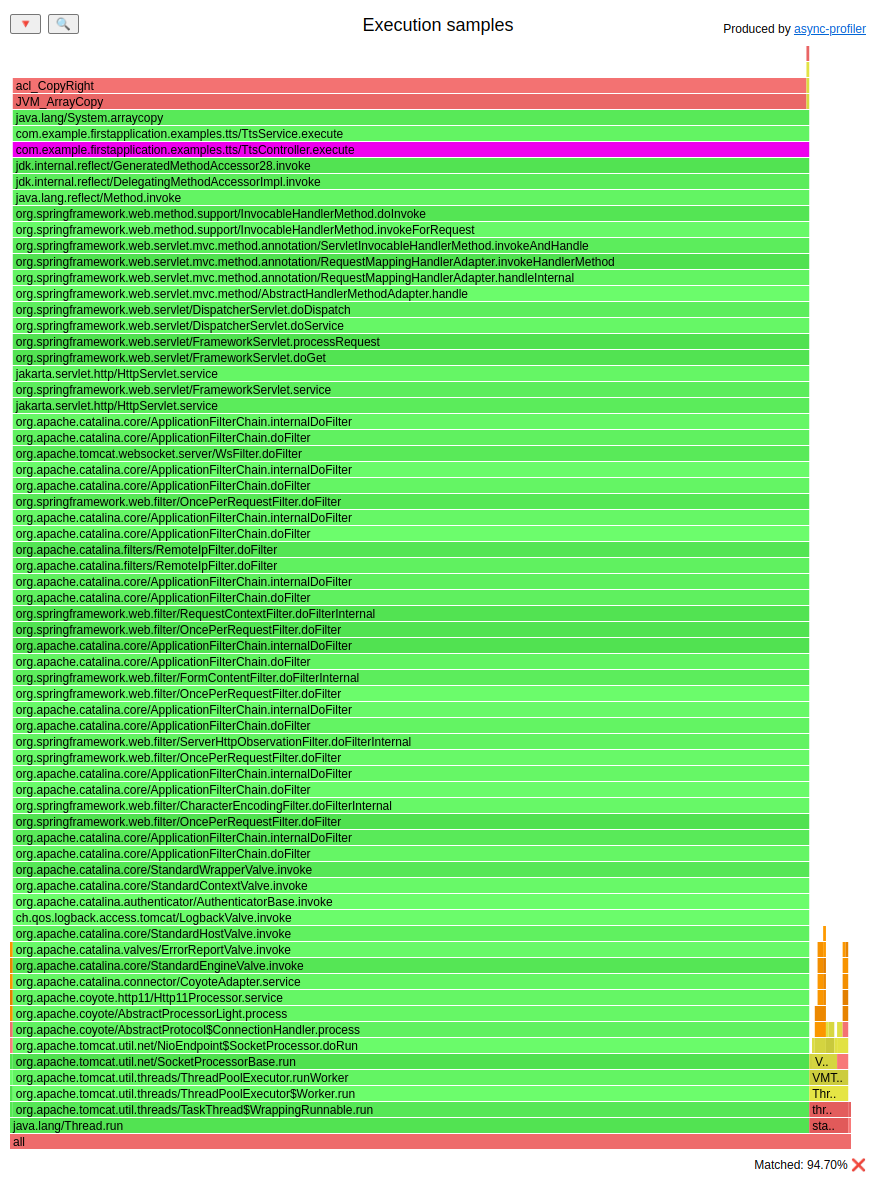 Execution samples
Produced by async-profiler
acl_CopyRight
JVM_ArrayCopy
java.lang/System.arraycopy
com.example.firstapplication.examples.tts/TtsService.execute
com.example.firstapplication.examples.tts/TtsController.execute
jdk.internal.reflect/GeneratedMethodAccessor28.invoke
jdk.internal.reflect/DelegatingMethodAccessorImpl.invoke
java.lang.reflect/Method.invoke
org.springframework.web.method.support/InvocableHandlerMethod.doInvoke
org.springframework.web.method.support/InvocableHandlerMethod.invokeForRequest
org.springframework.web.servlet.mvc.method.annotation/ServletInvocableHandlerMethod.invokeAndHandle
org.springframework.web.servlet.mvc.method.annotation/RequestMappingHandlerAdapter.invokeHandlerMethod
org.springframework.web.servlet.mvc.method.annotation/RequestMappingHandlerAdapter.handleInternal
org.springframework.web.servlet.mvc.method/AbstractHandlerMethodAdapter.handle
org.springframework.web.servlet/DispatcherServlet.doDispatch
org.springframework.web.servlet/DispatcherServlet.doService
org.springframework.web.servlet/FrameworkServlet.processRequest
org.springframework.web.servlet/FrameworkServlet.doGet
jakarta.servlet.http/HttpServlet.service
org.springframework.web.servlet/FrameworkServlet.service
jakarta.servlet.http/HttpServlet.service
org.apache.catalina.core/ApplicationFilterChain.internalDoFilter
org.apache.catalina.core/ApplicationFilterChain.doFilter
org.apache.tomcat.websocket.server/WsFilter.doFilter
org.apache.catalina.core/ApplicationFilterChain.internalDoFilter
org.apache.catalina.core/ApplicationFilterChain.doFilter
org.springframework.web.filter/OncePerRequestFilter.doFilter
org.apache.catalina.core/ApplicationFilterChain.internalDoFilter
org.apache.catalina.core/ApplicationFilterChain.doFilter
org.apache.catalina.filters/RemoteIpFilter.doFilter
org.apache.catalina.filters/RemoteIpFilter.doFilter
org.apache.catalina.core/ApplicationFilterChain.internalDoFilter
org.apache.catalina.core/ApplicationFilterChain.doFilter
org.springframework.web.filter/RequestContextFilter.doFilterInternal
org.springframework.web.filter/OncePerRequestFilter.doFilter
org.apache.catalina.core/ApplicationFilterChain.internalDoFilter
org.apache.catalina.core/ApplicationFilterChain.doFilter
org.springframework.web.filter/FormContentFilter.doFilterInternal
org.springframework.web.filter/OncePerRequestFilter.doFilter
org.apache.catalina.core/ApplicationFilterChain.internalDoFilter
org.apache.catalina.core/ApplicationFilterChain.doFilter
org.springframework.web.filter/ServerHttpObservationFilter.doFilterInternal
org.springframework.web.filter/OncePerRequestFilter.doFilter
org.apache.catalina.core/ApplicationFilterChain.internalDoFilter
org.apache.catalina.core/ApplicationFilterChain.doFilter
org.springframework.web.filter/CharacterEncodingFilter.doFilterInternal
org.springframework.web.filter/OncePerRequestFilter.doFilter
org.apache.catalina.core/ApplicationFilterChain.internalDoFilter
org.apache.catalina.core/ApplicationFilterChain.doFilter
org.apache.catalina.core/StandardWrapperValve.invoke
org.apache.catalina.core/StandardContextValve.invoke
org.apache.catalina.authenticator/AuthenticatorBase.invoke
ch.qos.logback.access.tomcat/LogbackValve.invoke
org.apache.catalina.core/StandardHostValve.invoke
org.apache.catalina.valves/ErrorReportValve.invoke
org.apache.catalina.core/StandardEngineValve.invoke
org.apache.catalina.connector/CoyoteAdapter.service
org.apache.coyote.http11/Http11Processor.service
org.apache.coyote/AbstractProcessorLight.process
org.apache.coyote/AbstractProtocol$ConnectionHandler.process
org.apache.tomcat.util.net/NioEndpoint$SocketProcessor.doRun
org.apache.tomcat.util.net/SocketProcessorBase.run V..
org.apache.tomcat.util.threads/ThreadPoolExecutor.runWorker VMT..
org.apache.tomcat.util.threads/ThreadPoolExecutor$Worker.run Thr..
org.apache.tomcat.util.threads/TaskThread$WrappingRunnable.run thr..
java.lang/Thread.run sta..
all
Matched: 94.70%